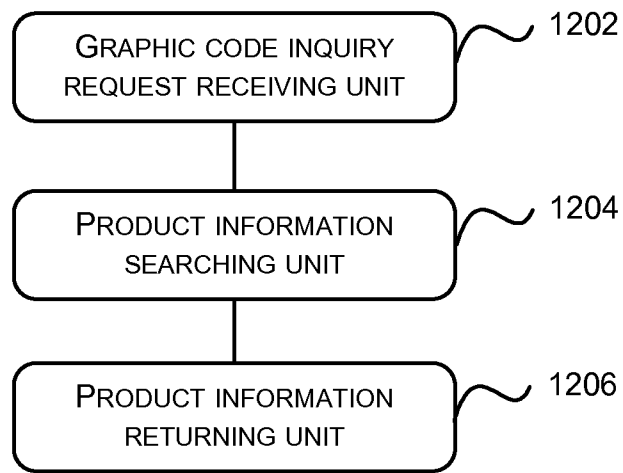 GRAPHIC CODE INQUIRY
REQUEST RECEIVING UNIT
1202
PRODUCT INFORMATION
SEARCHING UNIT
1204
PRODUCT INFORMATION
RETURNING UNIT
1206